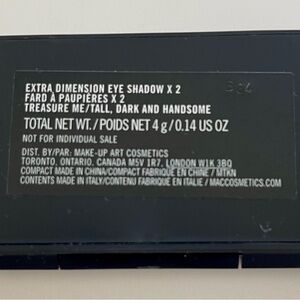 EXTRA DIMENSION EYE SHADOW X 2
FARD À PAUPIÈRES X 2
TREASURE ME/TALL, DARK AND HANDSOME
TOTAL NET WT./POIDS NET 4 g/0.14 US OZ
NOT FOR INDIVIDUAL SALE
DIST. BY/PAR: MAKE-UP ART COSMETICS
TORONTO, ONTARIO, CANADA M5V 1R7, LONDON W1K 3BQ
COMPACT MADE IN CHINA/COMPACT FABRIQUÉ EN CHINE / MTKN
CONTENTS MADE IN ITALY/CONTENU FABRIQUÉ EN ITALIE / MACCOSMETICS.COM